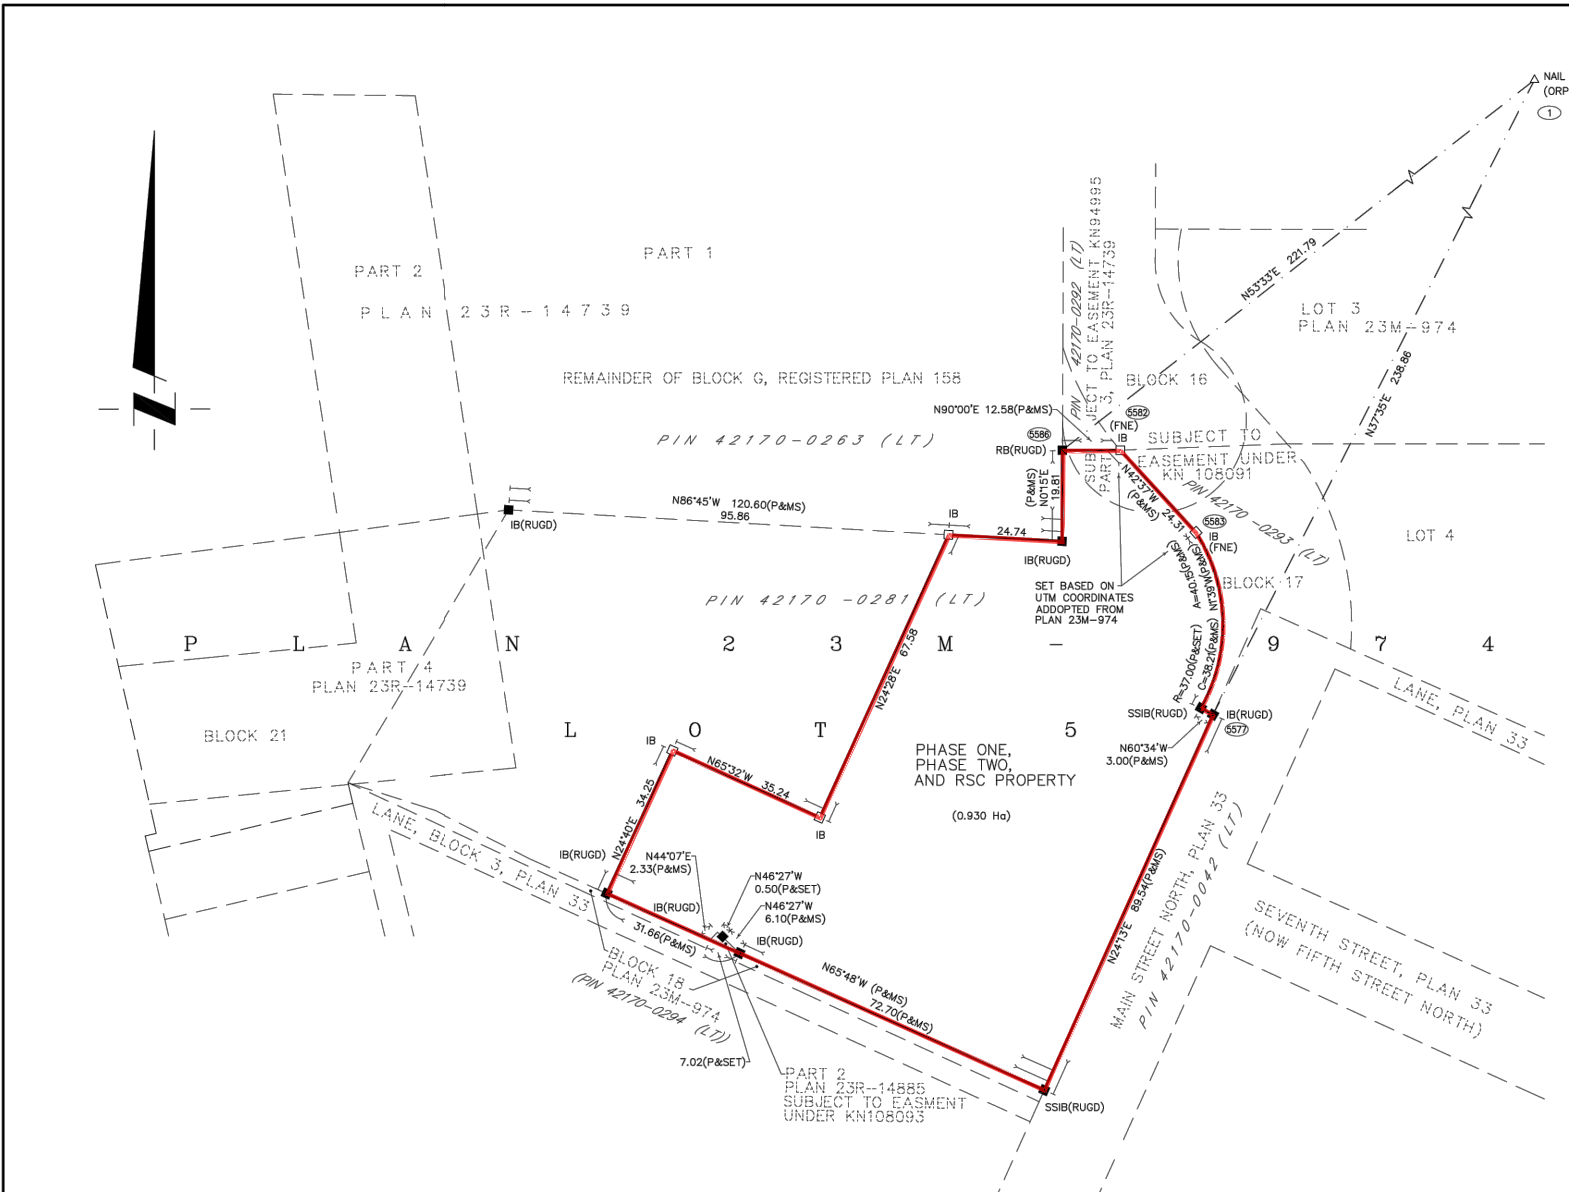 NAIL
(ORP
1
PART 1
PART 2
PLAN 23R-14739
N53°33'E 221.79
N37°35'E 238.86
LOT 3
PLAN 23M-974
PIN 42170-0292 (LT)
SUBJECT TO EASEMENT KN94995
PART 3, PLAN 23R-14739
REMAINDER OF BLOCK G, REGISTERED PLAN 158
BLOCK 16
N90°00'E 12.58(P&MS)
5582
(FNE)
IB
5586
RB(RUGD)
PIN 42170-0263 (LT)
SUBJECT TO
EASEMENT UNDER
KN 108091
N42°37'W 24.31
(P&MS)
PIN 42170-0293 (LT)
(P&MS)
N0°15'E
19.81
N86°45'W 120.60(P&MS)
95.86
IB(RUGD)
IB
24.74
IB(RUGD)
5583
IB
(FNE)
LOT 4
BLOCK 17
SET BASED ON
UTM COORDINATES
ADDOPTED FROM
PLAN 23M-974
R=37.00(P&SET) A=40.15(P&MS)
C=38.21(P&MS) N1°39'W(P&MS)
PIN 42170-0281 (LT)
P L A N 2 3 M - 9 7 4
PART 4
PLAN 23R-14739
N24°28'E 67.58
LANE, PLAN 33
BLOCK 21
L O T 5
SSIB(RUGD)
IB(RUGD)
5577
IB
N65°32'W 35.24
N60°34'W
3.00(P&MS)
PHASE ONE,
PHASE TWO,
AND RSC PROPERTY
(0.930 Ha)
N24°40'E 34.25
IB
LANE, BLOCK 3, PLAN 33
IB(RUGD)
N44°07'E
2.33(P&MS)
N46°27'W
0.50(P&SET)
N46°27'W
6.10(P&MS)
IB(RUGD)
IB(RUGD)
31.66(P&MS)
N24°13'E 89.54(P&MS)
MAIN STREET NORTH, PLAN 33
PIN 42170-0042 (LT)
SEVENTH STREET, PLAN 33
(NOW FIFTH STREET NORTH)
BLOCK 18
PLAN 23M-974
(PIN 42170-0294 (LT))
N65°48'W (P&MS)
72.70(P&MS)
7.02(P&SET)
PART 2
PLAN 23R-14885
SUBJECT TO EASMENT
UNDER KN108093
SSIB(RUGD)